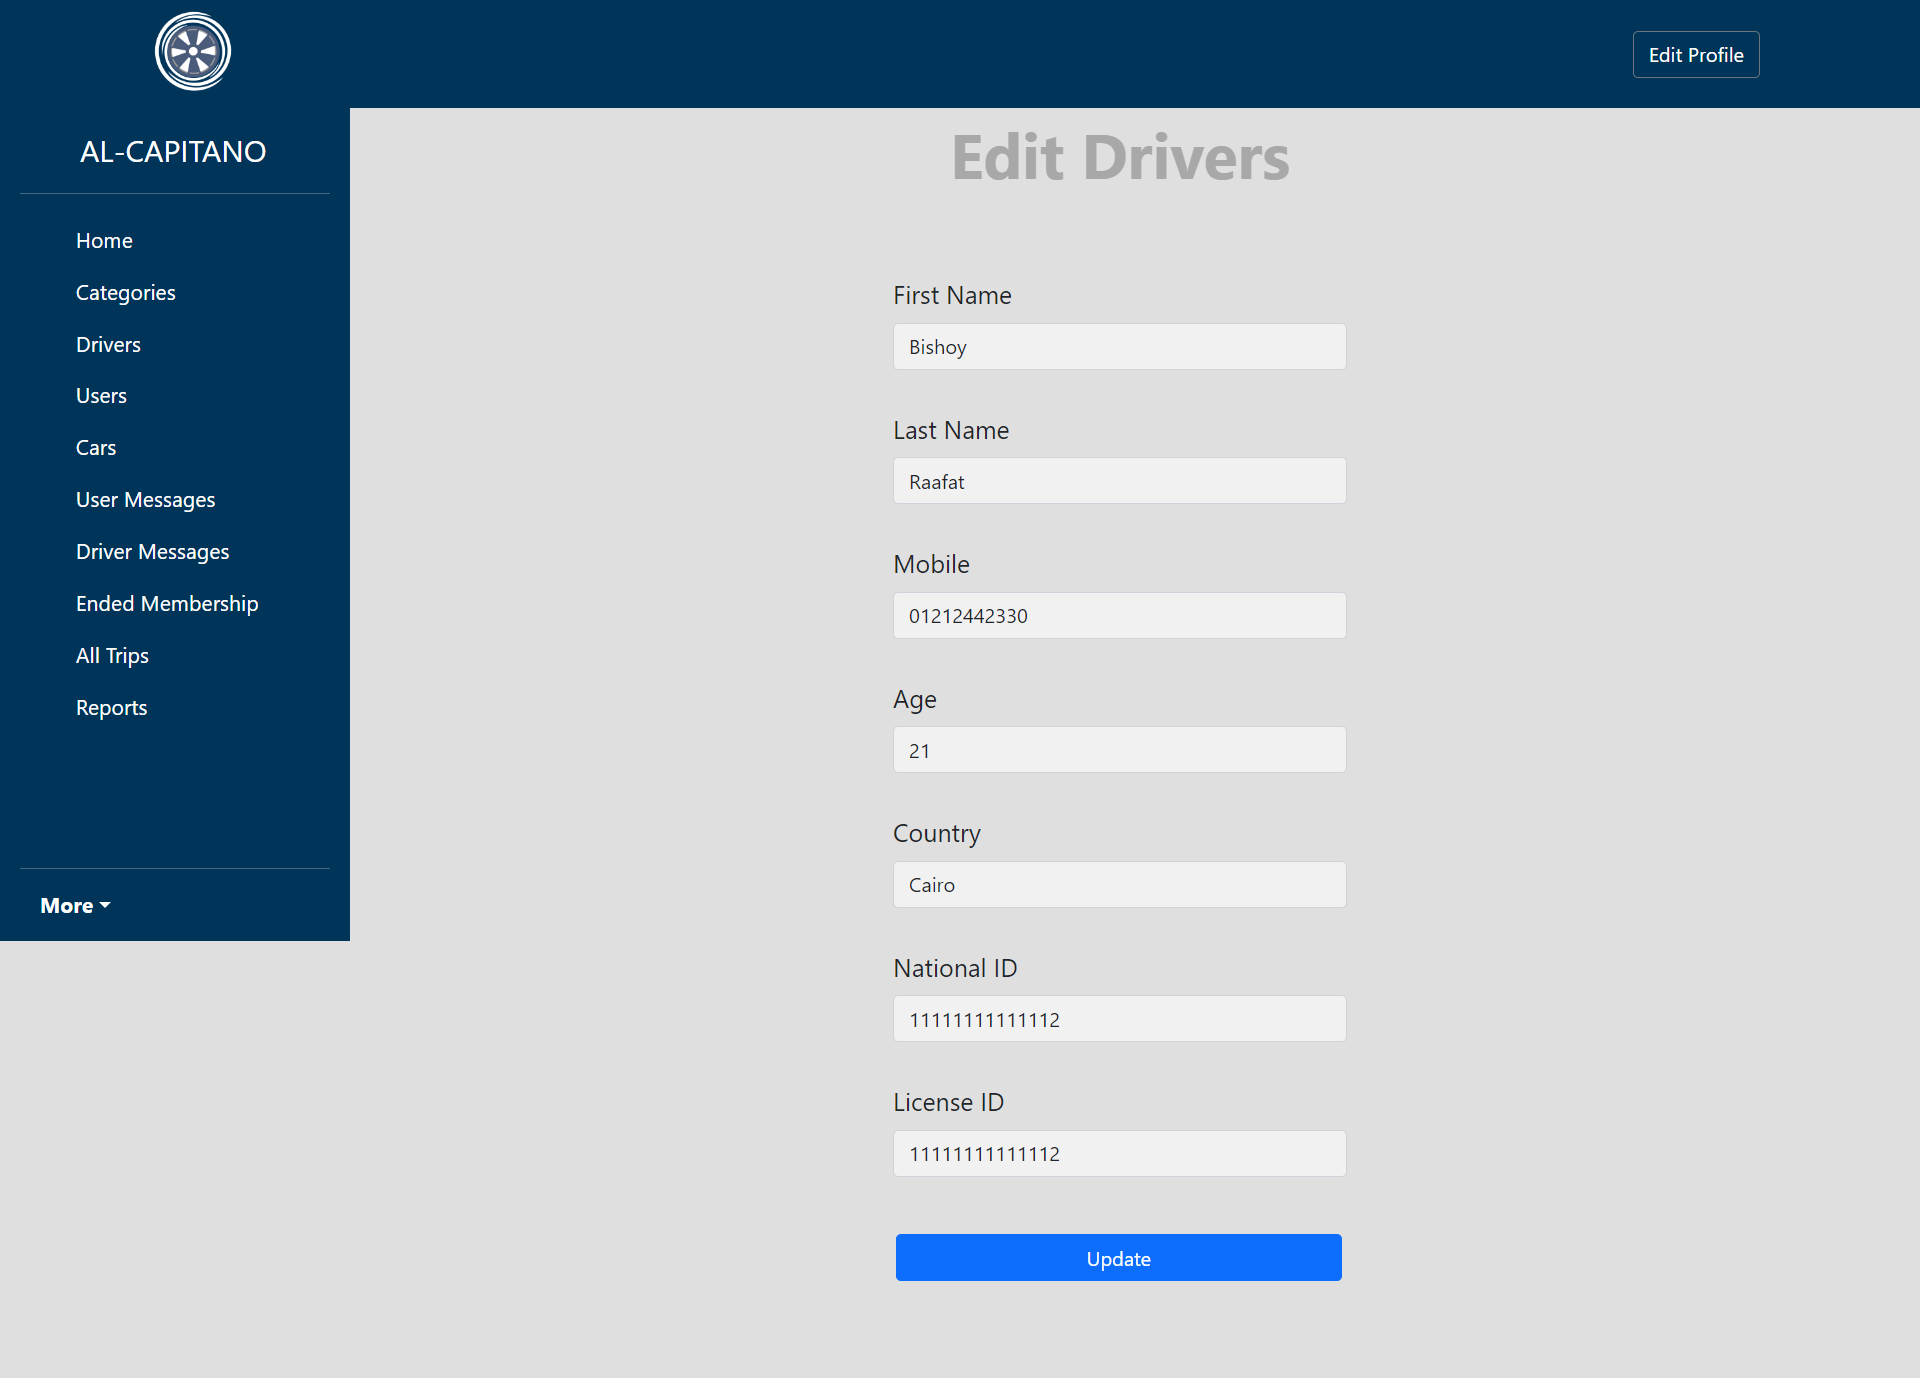 Edit Profile
AL-CAPITANO
Home
Categories
Drivers
Users
Cars
User Messages
Driver Messages
Ended Membership
All Trips
Reports
More
Edit Drivers
First Name
Bishoy
Last Name
Raafat
Mobile
01212442330
Age
21
Country
Cairo
National ID
11111111111112
License ID
11111111111112
Update